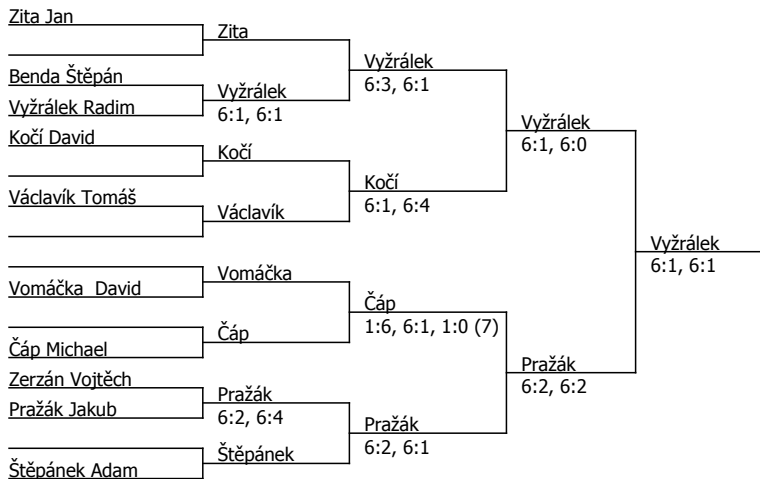 Zita Jan
Zita
Benda Štěpán
Vyžrálek
6:3, 6:1
Vyžrálek Radim
Vyžrálek
6:1, 6:1
Kočí David
Vyžrálek
6:1, 6:0
Kočí
Kočí
6:1, 6:4
Václavík Tomáš
Václavík
Vyžrálek
6:1, 6:1
Vomáčka
Vomáčka David
Čáp
1:6, 6:1, 1:0 (7)
Čáp
Čáp Michael
Pražák
6:2, 6:2
Zerzán Vojtěch
Pražák
6:2, 6:4
Pražák Jakub
Pražák
6:2, 6:1
Štěpánek
Štěpánek Adam